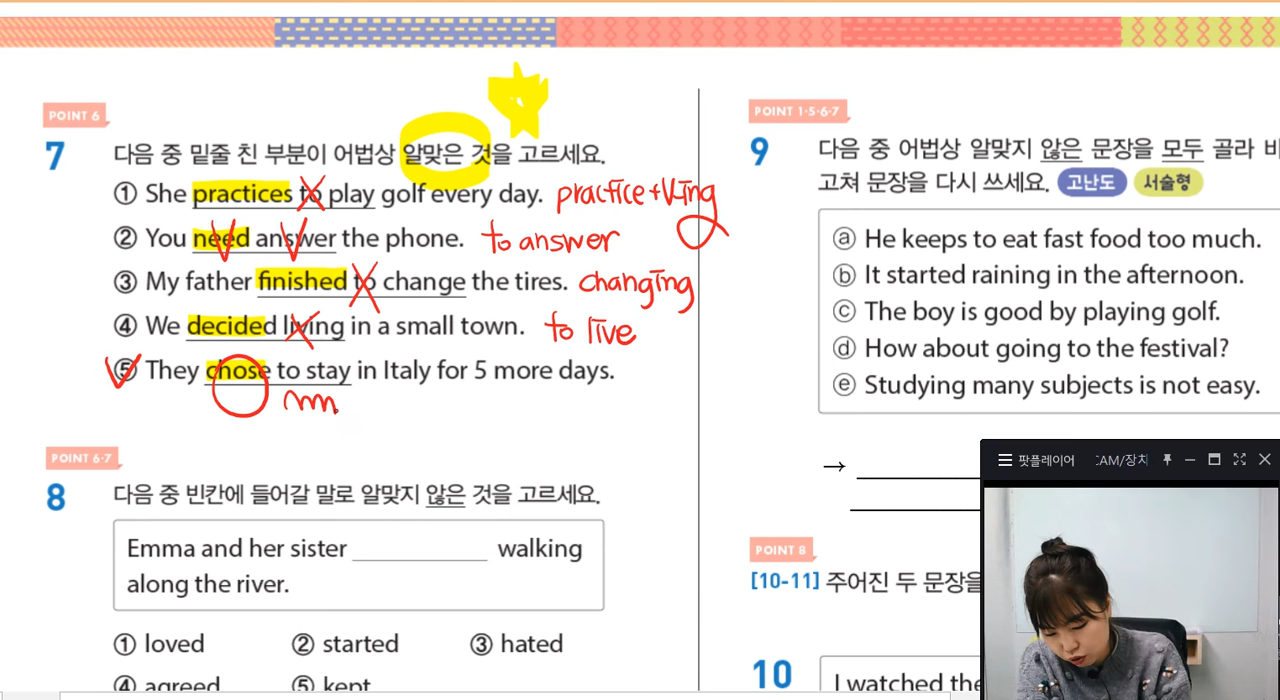 POINT 6
7 다음 중 밑줄 친 부분이 어법상 알맞은 것을 고르세요.
① She practices to play golf every day. practice+Ving
② You need answer the phone. to answer
③ My father finished to change the tires. changing
④ We decided living in a small town. to live
⑤ They chose to stay in Italy for 5 more days.
POINT 6·7
8 다음 중 빈칸에 들어갈 말로 알맞지 않은 것을 고르세요.
Emma and her sister __________ walking
along the river.
① loved ② started ③ hated
④ agreed ⑤ kept
POINT 1·5·6·7
9 다음 중 어법상 알맞지 않은 문장을 모두 골라 바
고쳐 문장을 다시 쓰세요. 고난도 서술형
ⓐ He keeps to eat fast food too much.
ⓑ It started raining in the afternoon.
ⓒ The boy is good by playing golf.
ⓓ How about going to the festival?
ⓔ Studying many subjects is not easy.
→
POINT 8
[10-11] 주어진 두 문장을
10 I watched the
팟플레이어 CAM/장치